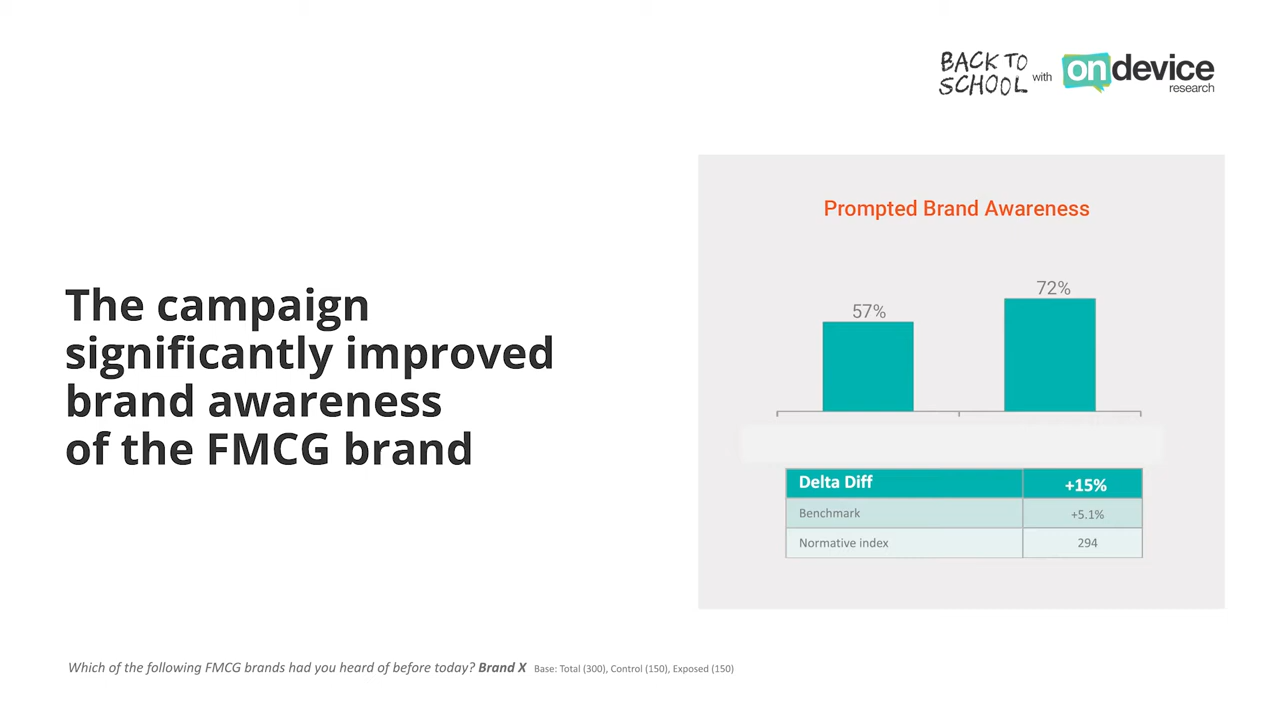 BACK TO
SCHOOL with
ondevice
research
The campaign
significantly improved
brand awareness
of the FMCG brand
Prompted Brand Awareness
57%
72%
Delta Diff +15%
Benchmark +5.1%
Normative index 294
Which of the following FMCG brands had you heard of before today? Brand X Base: Total (300), Control (150), Exposed (150)